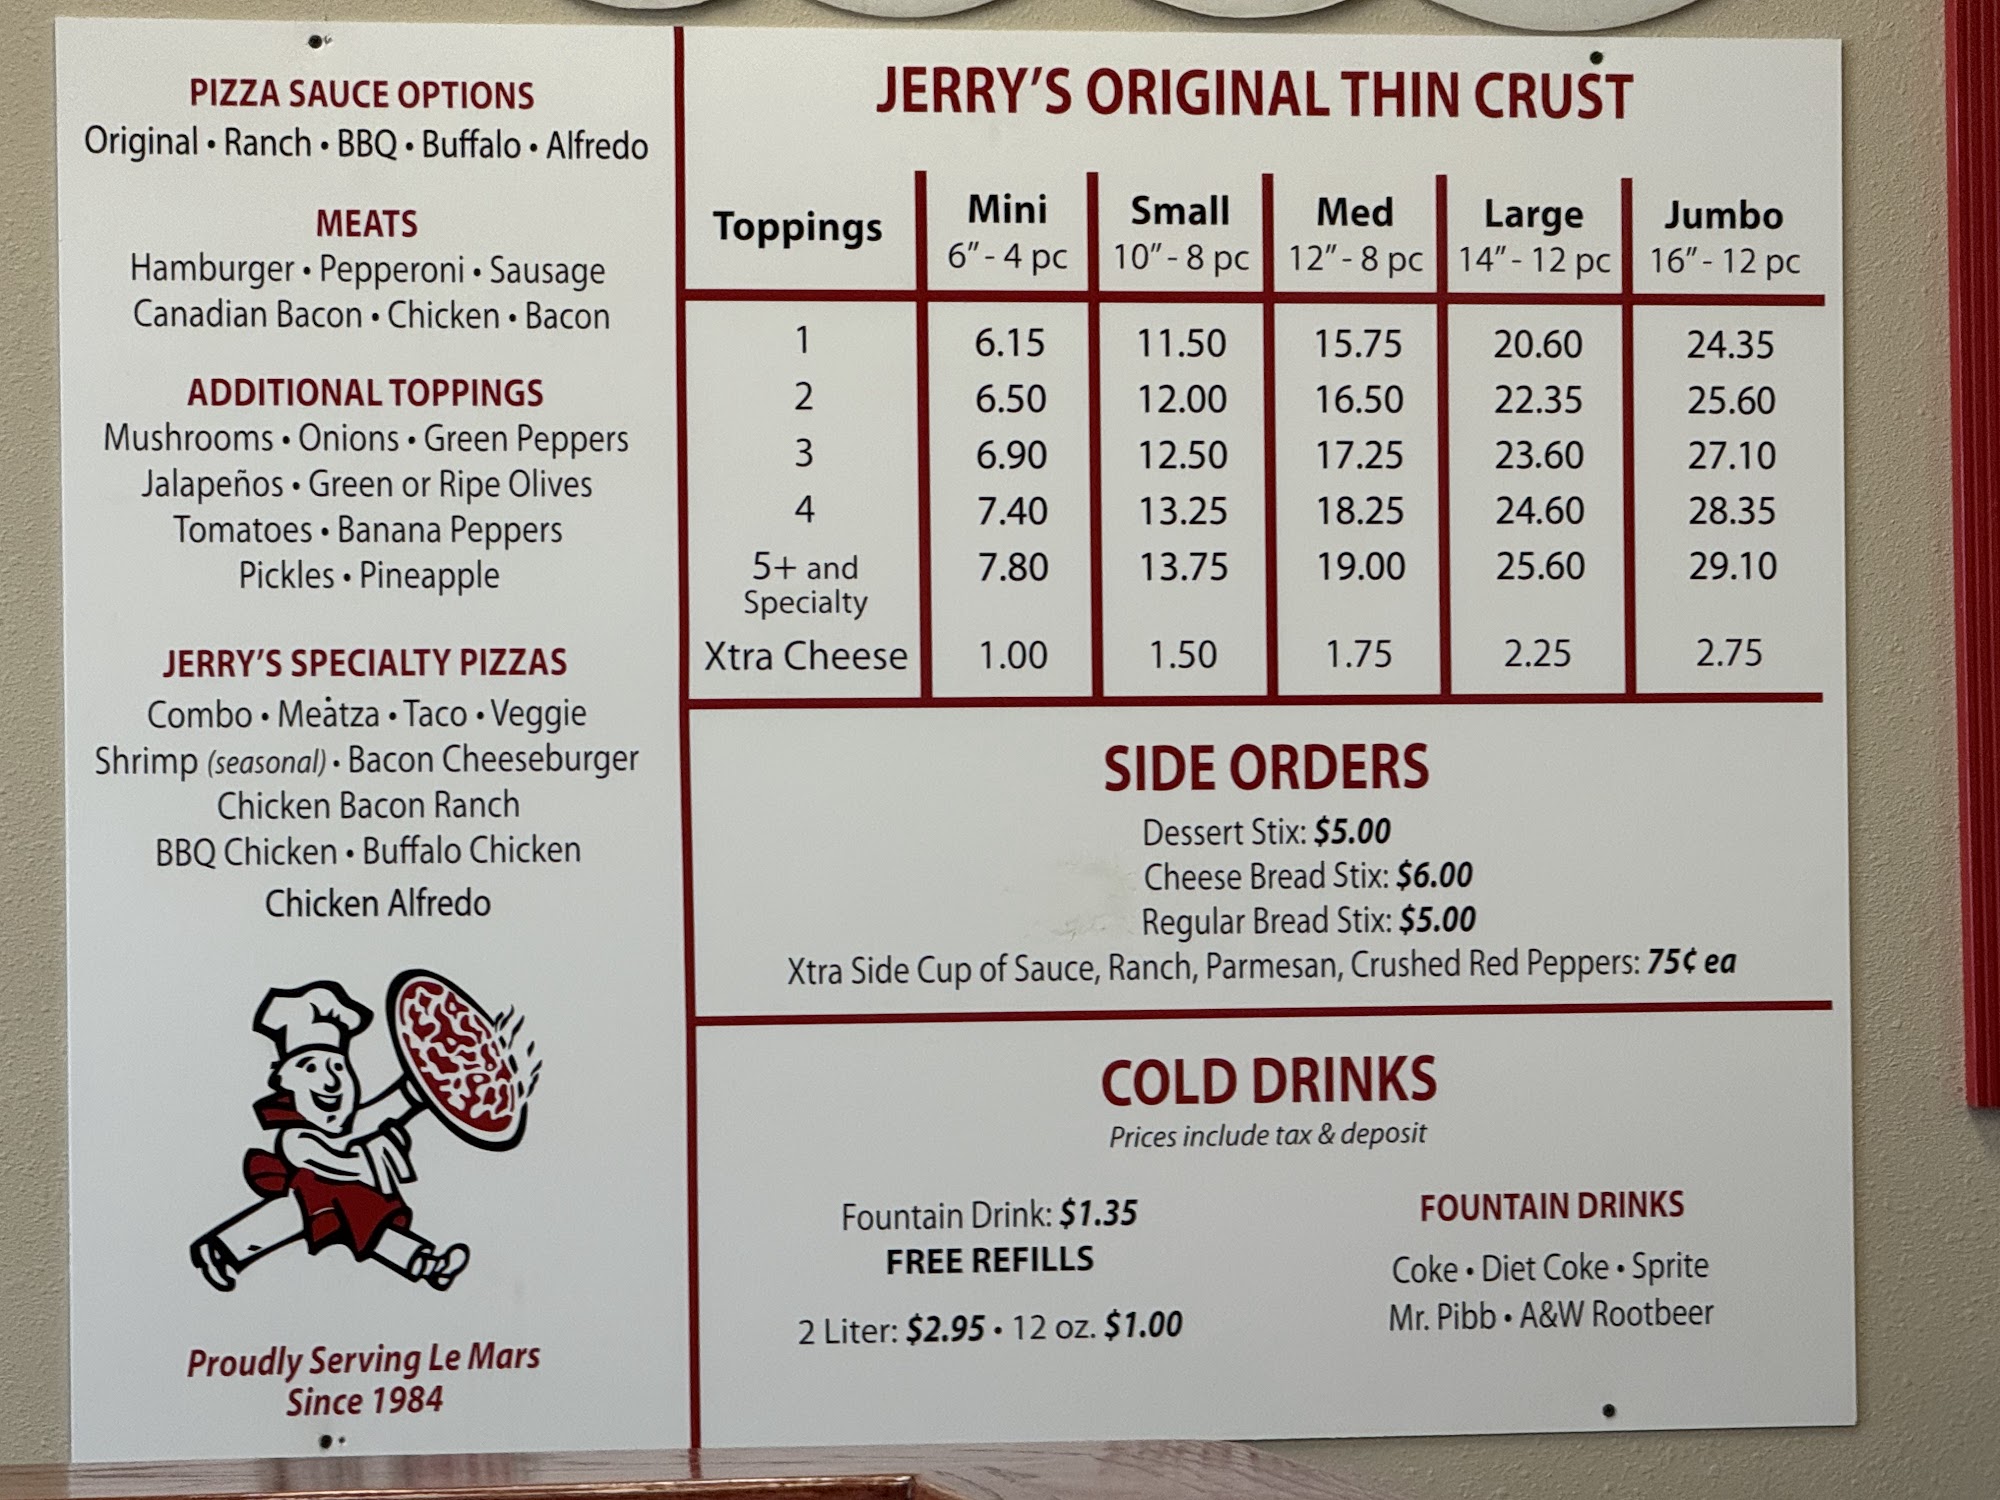 PIZZA SAUCE OPTIONS
Original • Ranch • BBQ • Buffalo • Alfredo
MEATS
Hamburger • Pepperoni • Sausage
Canadian Bacon • Chicken • Bacon
ADDITIONAL TOPPINGS
Mushrooms • Onions • Green Peppers
Jalapeños • Green or Ripe Olives
Tomatoes • Banana Peppers
Pickles • Pineapple
JERRY'S SPECIALTY PIZZAS
Combo • Meatza • Taco • Veggie
Shrimp (seasonal) • Bacon Cheeseburger
Chicken Bacon Ranch
BBQ Chicken • Buffalo Chicken
Chicken Alfredo
Proudly Serving Le Mars
Since 1984
JERRY'S ORIGINAL THIN CRUST
Toppings Mini Small Med Large Jumbo
6" - 4 pc 10" - 8 pc 12" - 8 pc 14" - 12 pc 16" - 12 pc
1 6.15 11.50 15.75 20.60 24.35
2 6.50 12.00 16.50 22.35 25.60
3 6.90 12.50 17.25 23.60 27.10
4 7.40 13.25 18.25 24.60 28.35
5+ and 7.80 13.75 19.00 25.60 29.10
Specialty
Xtra Cheese 1.00 1.50 1.75 2.25 2.75
SIDE ORDERS
Dessert Stix: $5.00
Cheese Bread Stix: $6.00
Regular Bread Stix: $5.00
Xtra Side Cup of Sauce, Ranch, Parmesan, Crushed Red Peppers: 75¢ ea
COLD DRINKS
Prices include tax & deposit
Fountain Drink: $1.35
FREE REFILLS
2 Liter: $2.95 • 12 oz. $1.00
FOUNTAIN DRINKS
Coke • Diet Coke • Sprite
Mr. Pibb • A&W Rootbeer